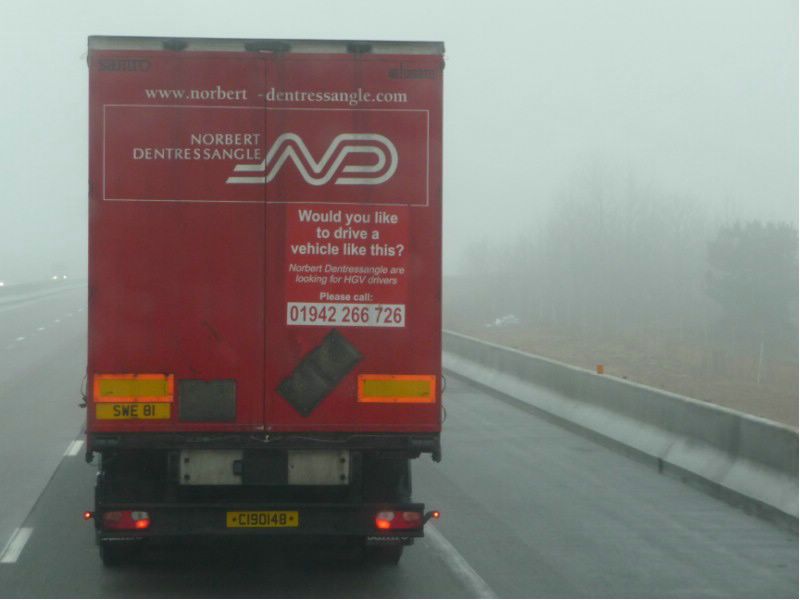 samro
www.norbert-dentressangle.com
NORBERT
DENTRESSANGLE
Would you like
to drive a
vehicle like this?
Norbert Dentressangle are
looking for HGV drivers
Please call:
01942 266 726
SWE 81
*C190148*